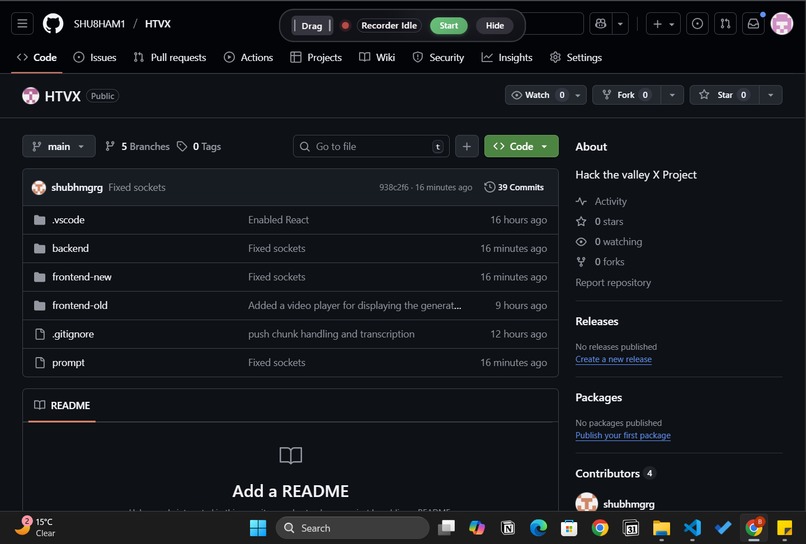 SHU8HAM1 / HTVX
Drag Recorder Idle Start Hide
Code Issues Pull requests Actions Projects Wiki Security Insights Settings
HTVX Public Watch 0 Fork 0 Star 0
main 5 Branches 0 Tags Go to file t Code
shubhmgrg Fixed sockets 938c2f6 · 16 minutes ago 39 Commits
.vscode Enabled React 16 hours ago
backend Fixed sockets 16 minutes ago
frontend-new Fixed sockets 16 minutes ago
frontend-old Added a video player for displaying the generat... 9 hours ago
.gitignore push chunk handling and transcription 12 hours ago
prompt Fixed sockets 16 minutes ago
README
Add a README
About
Hack the valley X Project
Activity
0 stars
0 watching
0 forks
Report repository
Releases
No releases published
Create a new release
Packages
No packages published
Publish your first package
Contributors 4
shubhmgrg
2
15°C
Clear
Search
31
8